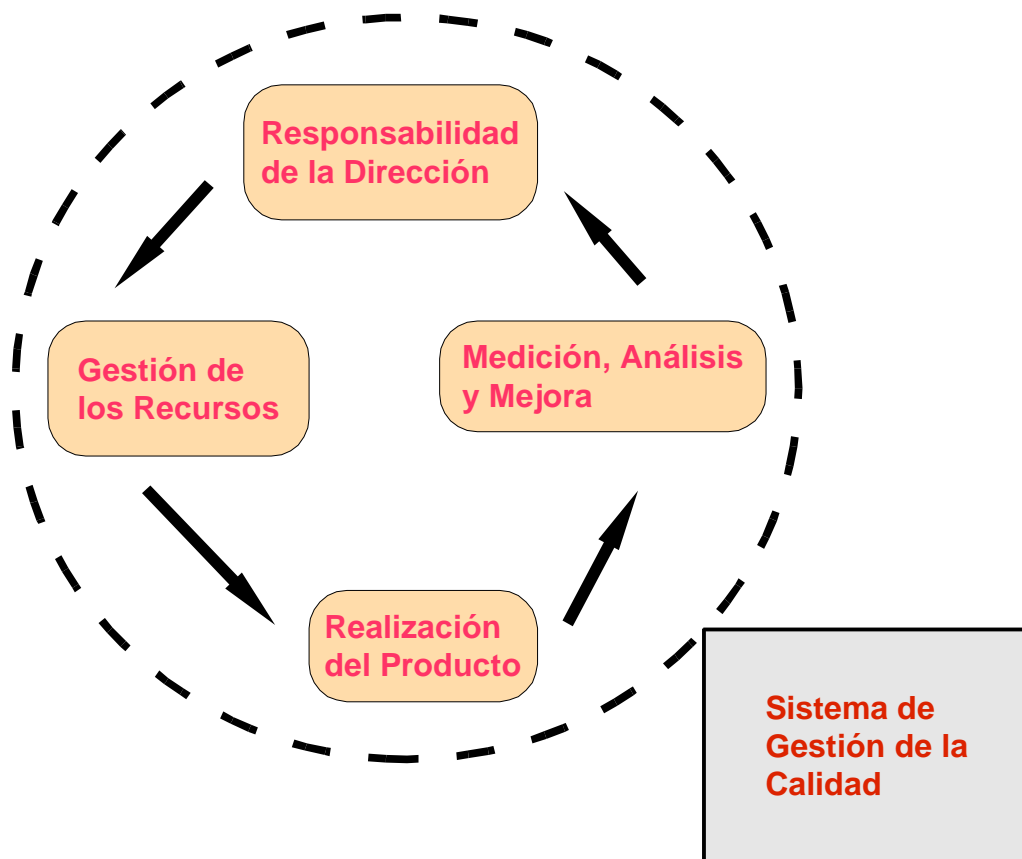 Responsabilidad
de la Dirección
Gestión de
los Recursos
Medición, Análisis
y Mejora
Realización
del Producto
Sistema de
Gestión de la
Calidad